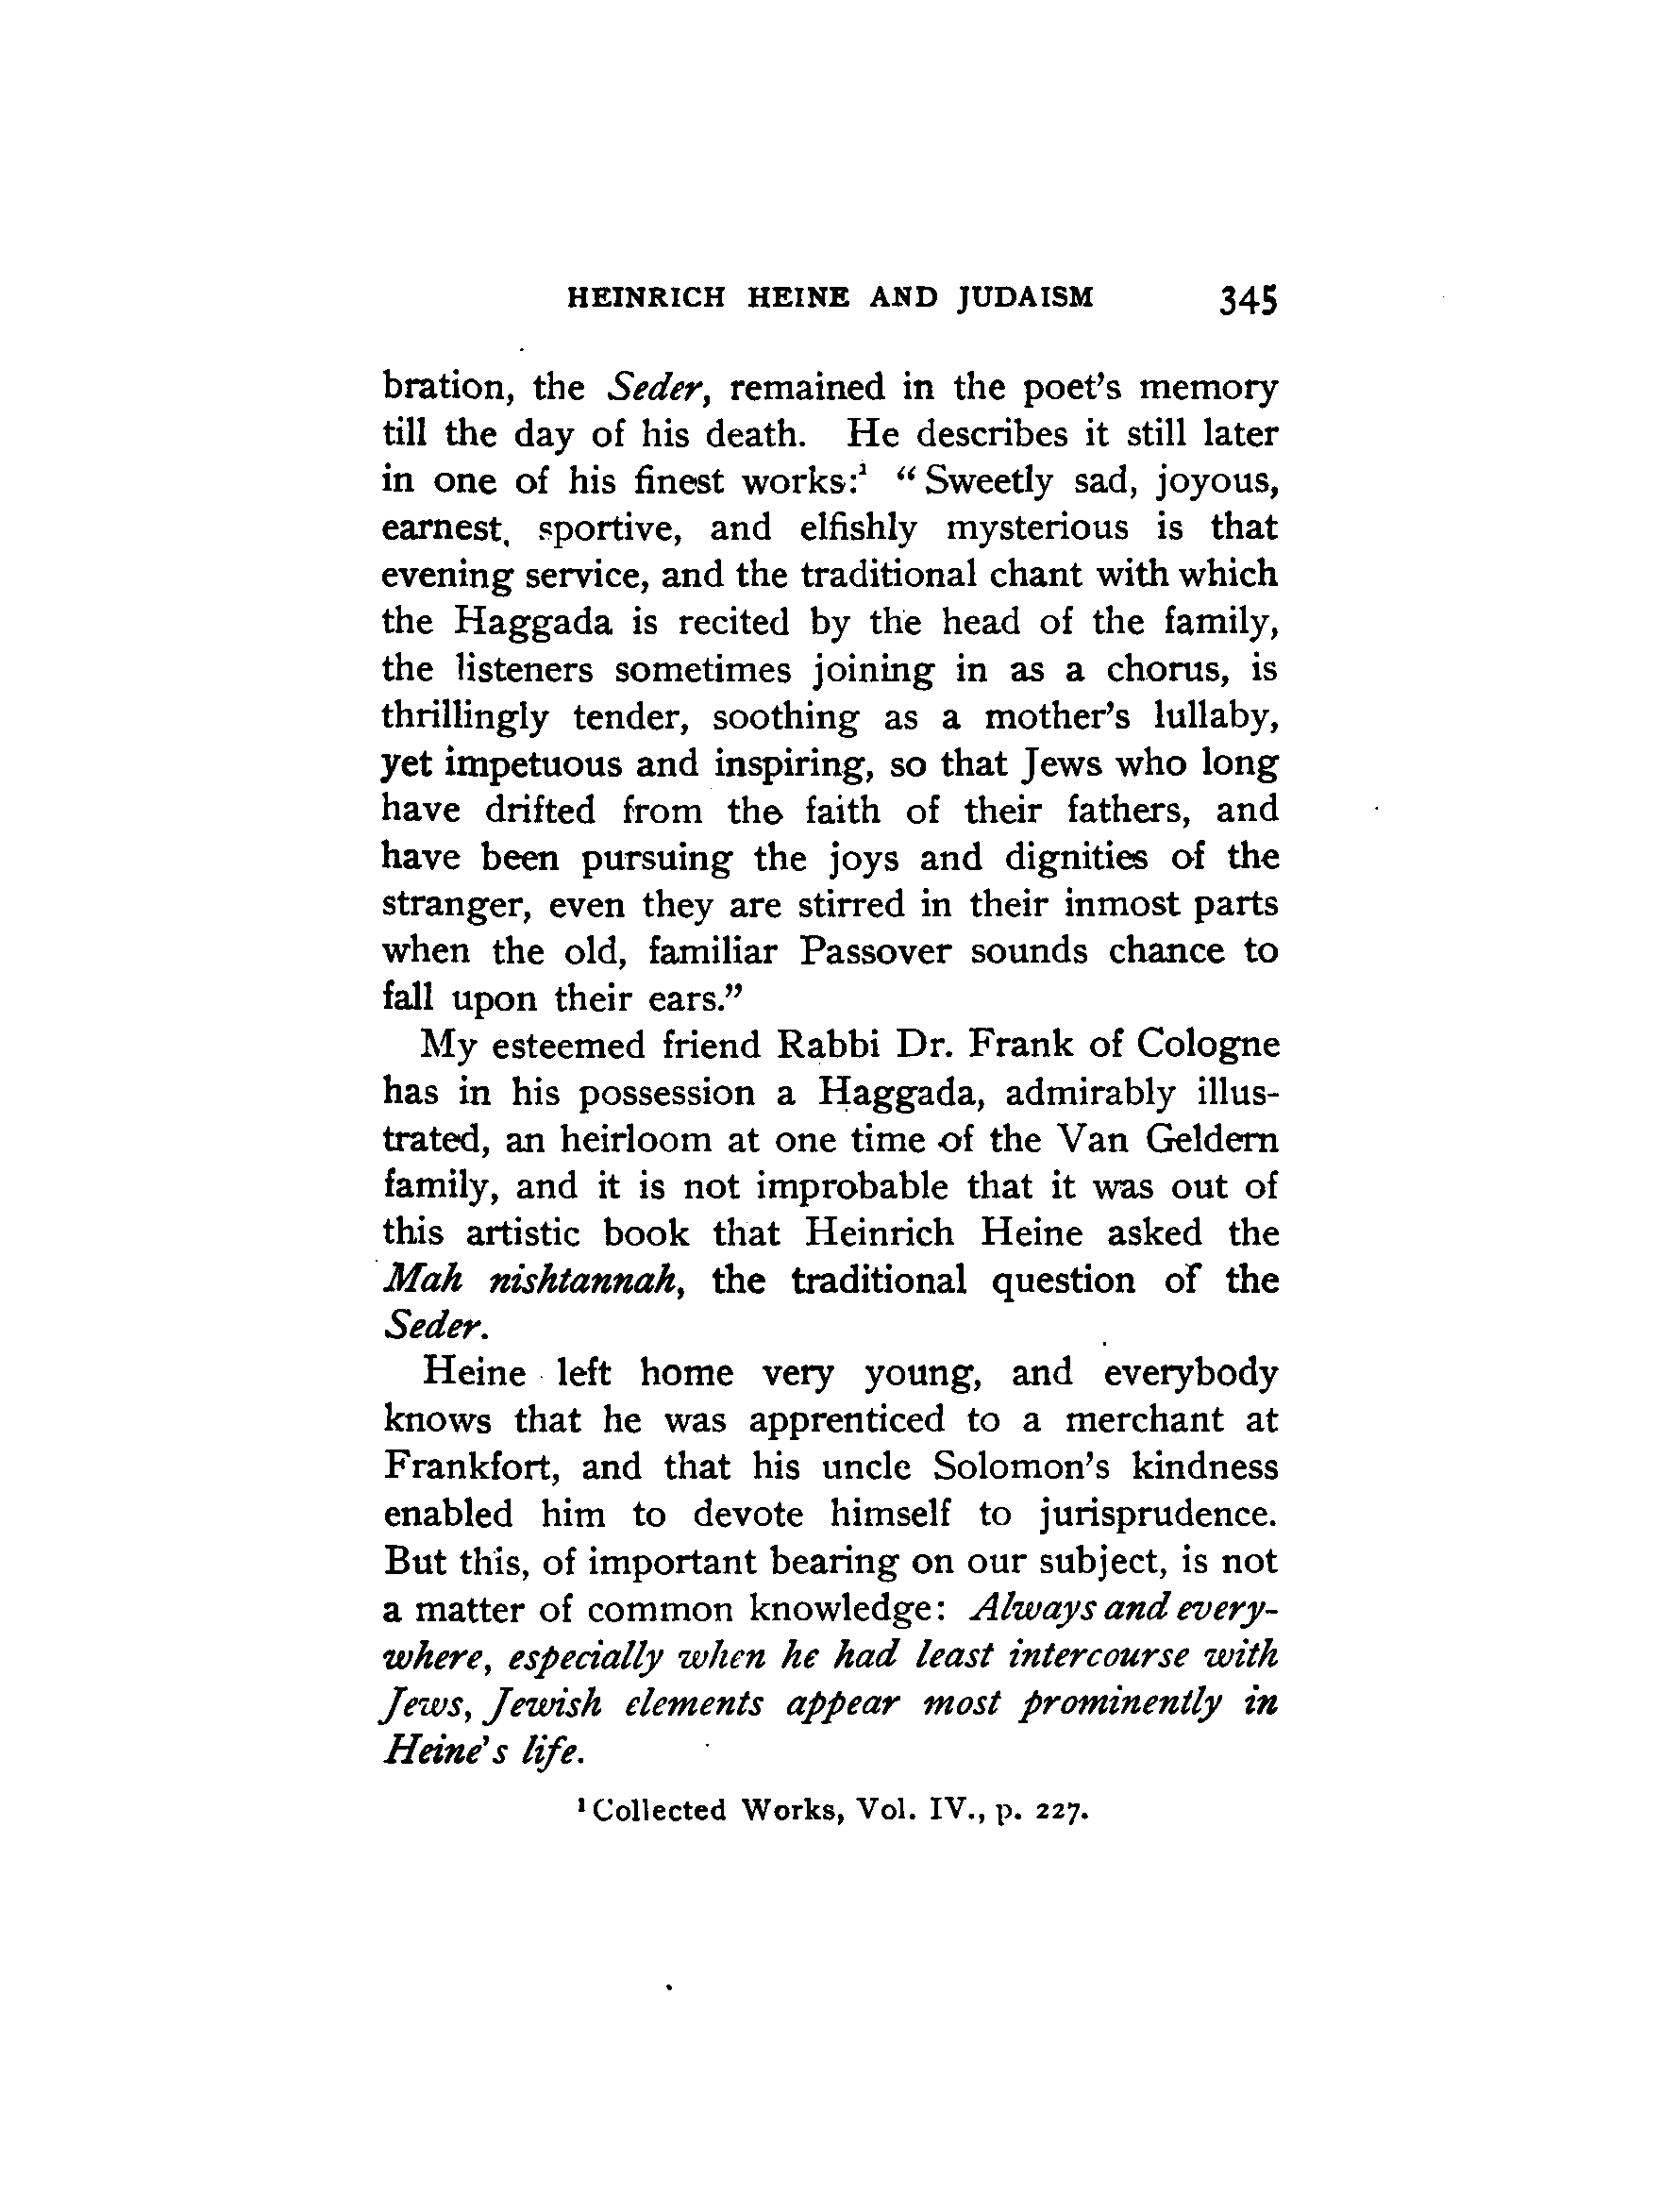 HEINRICH HEINE AND JUDAISM 345
bration, the Seder, remained in the poet's memory
till the day of his death. He describes it still later
in one of his finest works:¹ "Sweetly sad, joyous,
earnest, sportive, and elfishly mysterious is that
evening service, and the traditional chant with which
the Haggada is recited by the head of the family,
the listeners sometimes joining in as a chorus, is
thrillingly tender, soothing as a mother's lullaby,
yet impetuous and inspiring, so that Jews who long
have drifted from the faith of their fathers, and
have been pursuing the joys and dignities of the
stranger, even they are stirred in their inmost parts
when the old, familiar Passover sounds chance to
fall upon their ears."
My esteemed friend Rabbi Dr. Frank of Cologne
has in his possession a Haggada, admirably illus-
trated, an heirloom at one time of the Van Geldern
family, and it is not improbable that it was out of
this artistic book that Heinrich Heine asked the
Mah nishtannah, the traditional question of the
Seder.
Heine left home very young, and everybody
knows that he was apprenticed to a merchant at
Frankfort, and that his uncle Solomon's kindness
enabled him to devote himself to jurisprudence.
But this, of important bearing on our subject, is not
a matter of common knowledge: Always and every-
where, especially when he had least intercourse with
Jews, Jewish elements appear most prominently in
Heine's life.
¹ Collected Works, Vol. IV., p. 227.